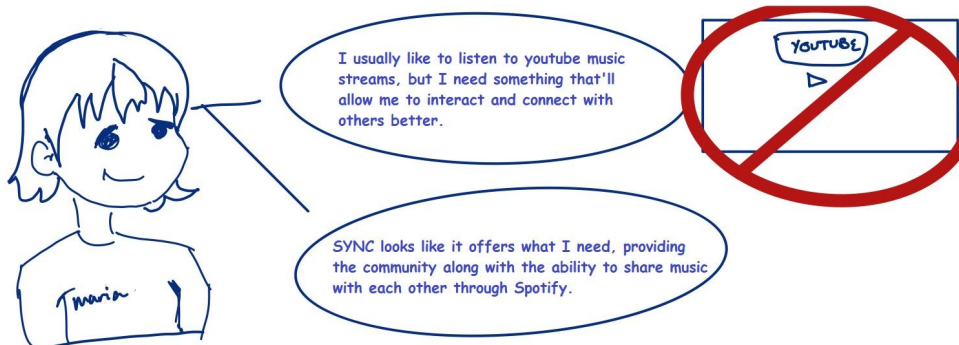 I usually like to listen to youtube music
streams, but I need something that'll
allow me to interact and connect with
others better.
YOUTUBE
SYNC looks like it offers what I need, providing
the community along with the ability to share music
with each other through Spotify.
maria